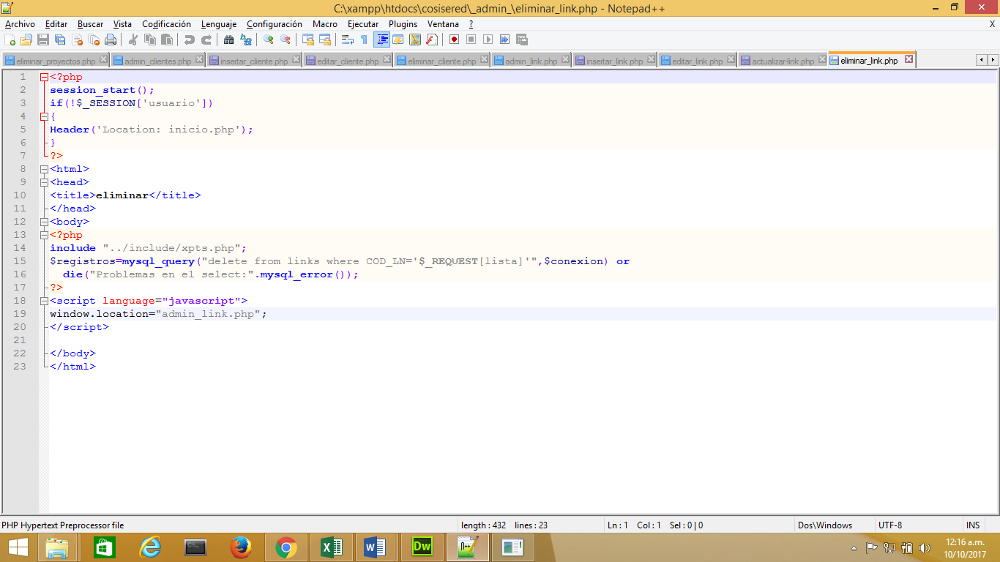 C:\xampp\htdocs\cosisered\_admin_\eliminar_link.php - Notepad++
Archivo Editar Buscar Vista Codificación Lenguaje Configuración Macro Ejecutar Plugins Ventana ? X
eliminar_proyectos.php admin_clientes.php insertar_cliente.php editar_cliente.php eliminar_cliente.php admin_link.php insertar_link.php editar_link.php actualizar-link.php eliminar_link.php
1 <?php
2 session_start();
3 if(!$_SESSION['usuario'])
4 {
5 Header('Location: inicio.php');
6 }
7 ?>
8 <html>
9 <head>
10 <title>eliminar</title>
11 </head>
12 <body>
13 <?php
14 include "../include/xpts.php";
15 $registros=mysql_query("delete from links where COD_LN='$_REQUEST[lista]'",$conexion) or
16 die("Problemas en el select:".mysql_error());
17 ?>
18 <script language="javascript">
19 window.location="admin_link.php";
20 </script>
21
22 </body>
23 </html>
PHP Hypertext Preprocessor file length : 432 lines : 23 Ln : 1 Col : 1 Sel : 0 | 0 Dos\Windows UTF-8 INS
Dw
12:16 a.m.
10/10/2017